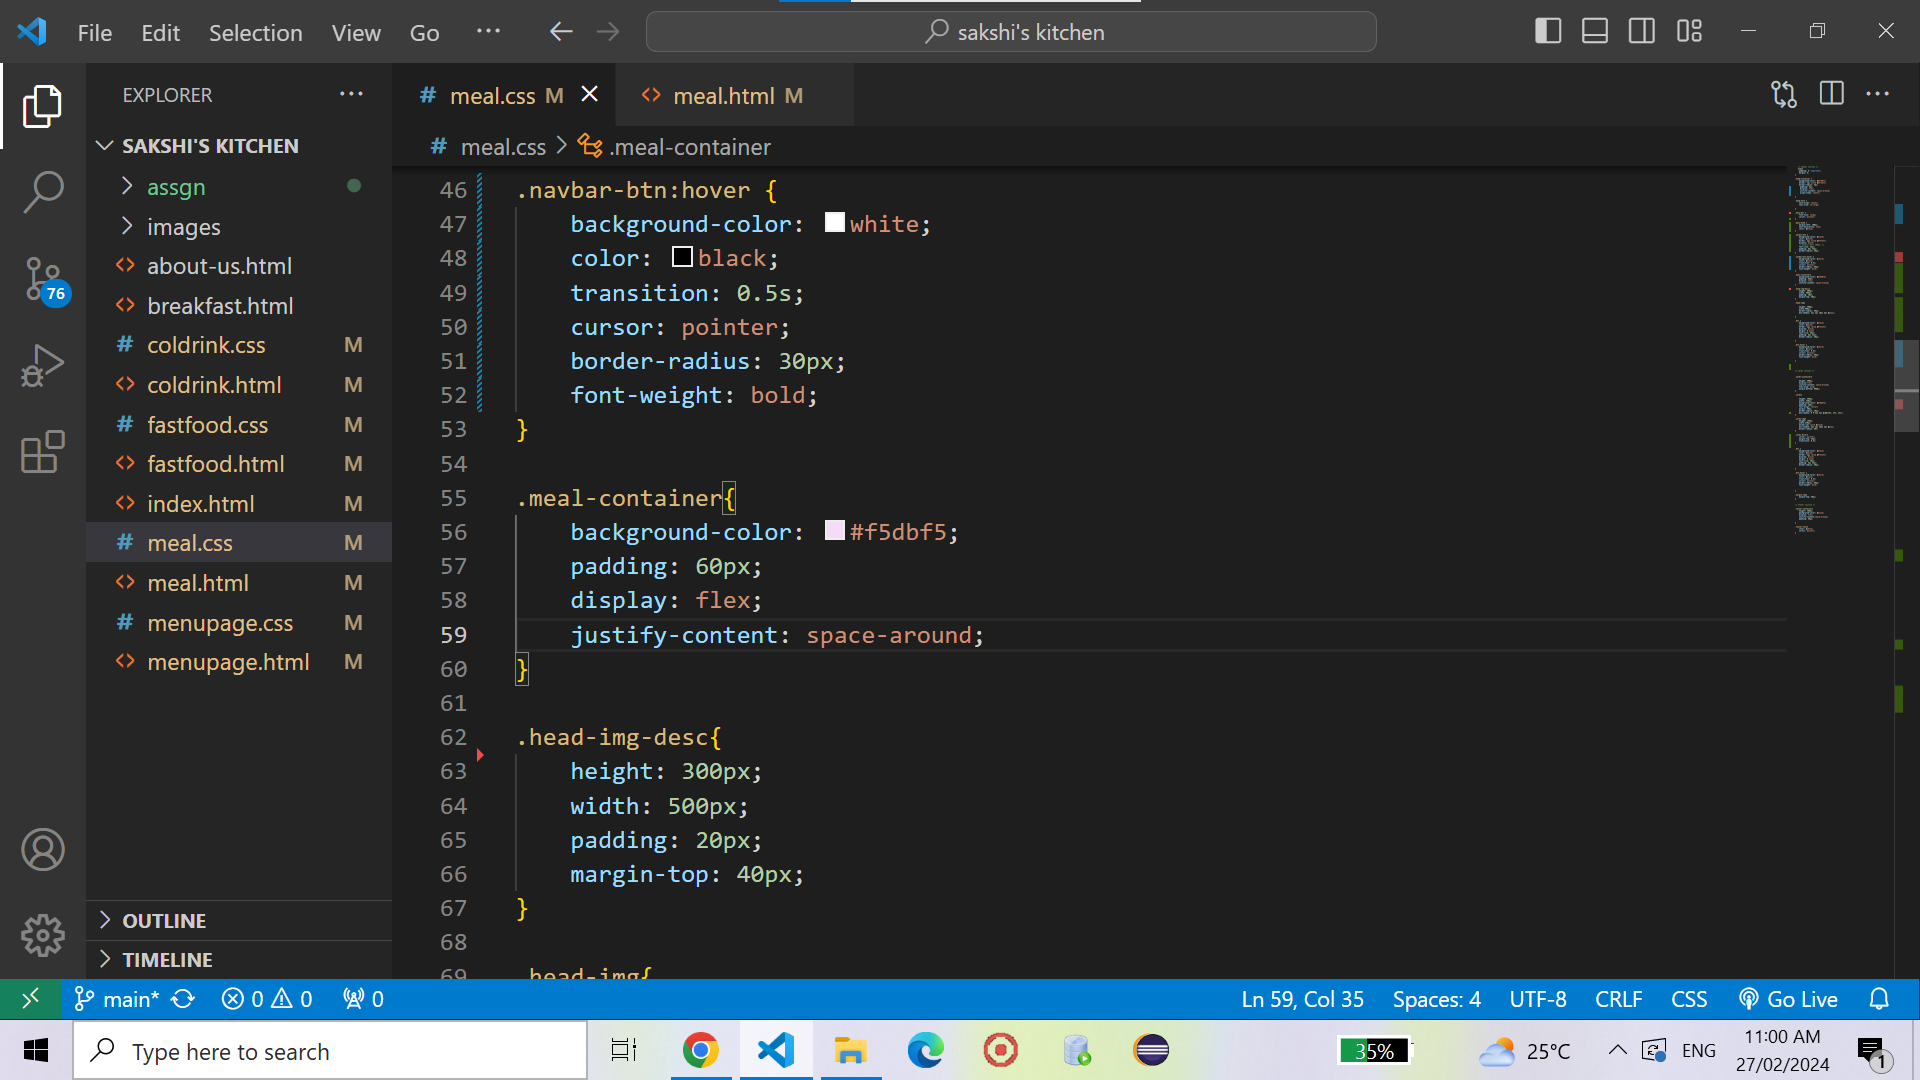 File Edit Selection View Go ··· sakshi's kitchen
EXPLORER ···
SAKSHI'S KITCHEN
assgn
images
about-us.html
breakfast.html
coldrink.css M
coldrink.html M
fastfood.css M
fastfood.html M
index.html M
meal.css M
meal.html M
menupage.css M
menupage.html M
OUTLINE
TIMELINE
76
# meal.css M <> meal.html M
# meal.css > .meal-container
46 .navbar-btn:hover {
47 background-color: white;
48 color: black;
49 transition: 0.5s;
50 cursor: pointer;
51 border-radius: 30px;
52 font-weight: bold;
53 }
54
55 .meal-container{
56 background-color: #f5dbf5;
57 padding: 60px;
58 display: flex;
59 justify-content: space-around;
60 }
61
62 .head-img-desc{
63 height: 300px;
64 width: 500px;
65 padding: 20px;
66 margin-top: 40px;
67 }
68
69 .head-img{
main* 0 0 0 Ln 59, Col 35 Spaces: 4 UTF-8 CRLF CSS Go Live
Type here to search 35% 25°C ENG 11:00 AM
27/02/2024 1